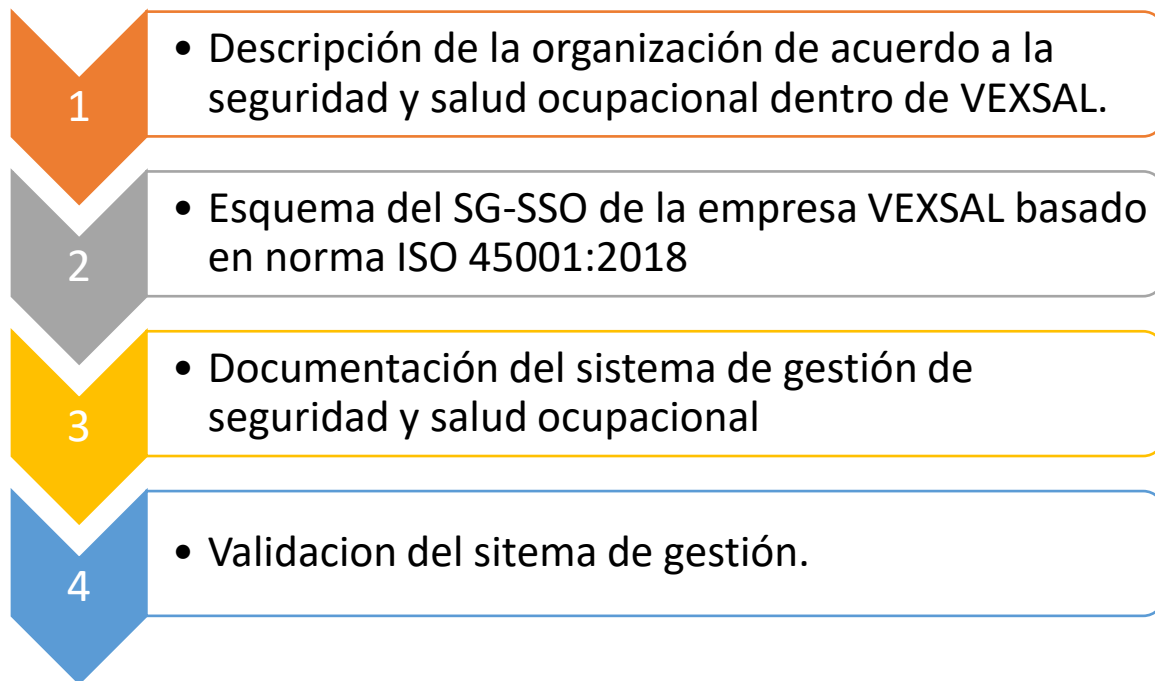 1
• Descripción de la organización de acuerdo a la
seguridad y salud ocupacional dentro de VEXSAL.
2
• Esquema del SG-SSO de la empresa VEXSAL basado
en norma ISO 45001:2018
3
• Documentación del sistema de gestión de
seguridad y salud ocupacional
4
• Validacion del sitema de gestión.